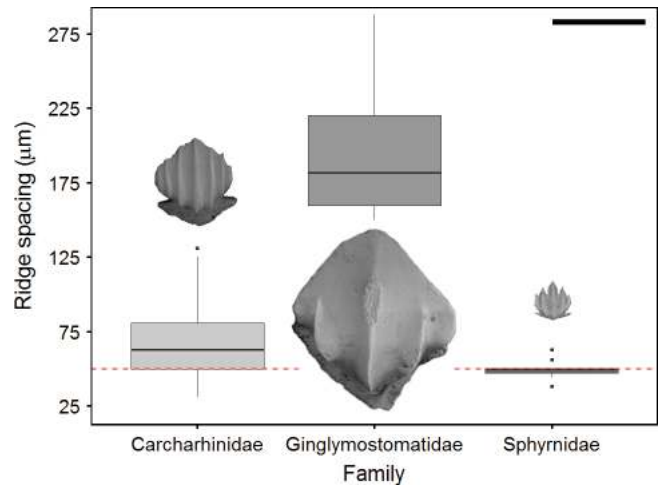 Ridge spacing (μm)
275
225
175
125
75
25
Carcharhinidae Ginglymostomatidae Sphyrnidae
Family